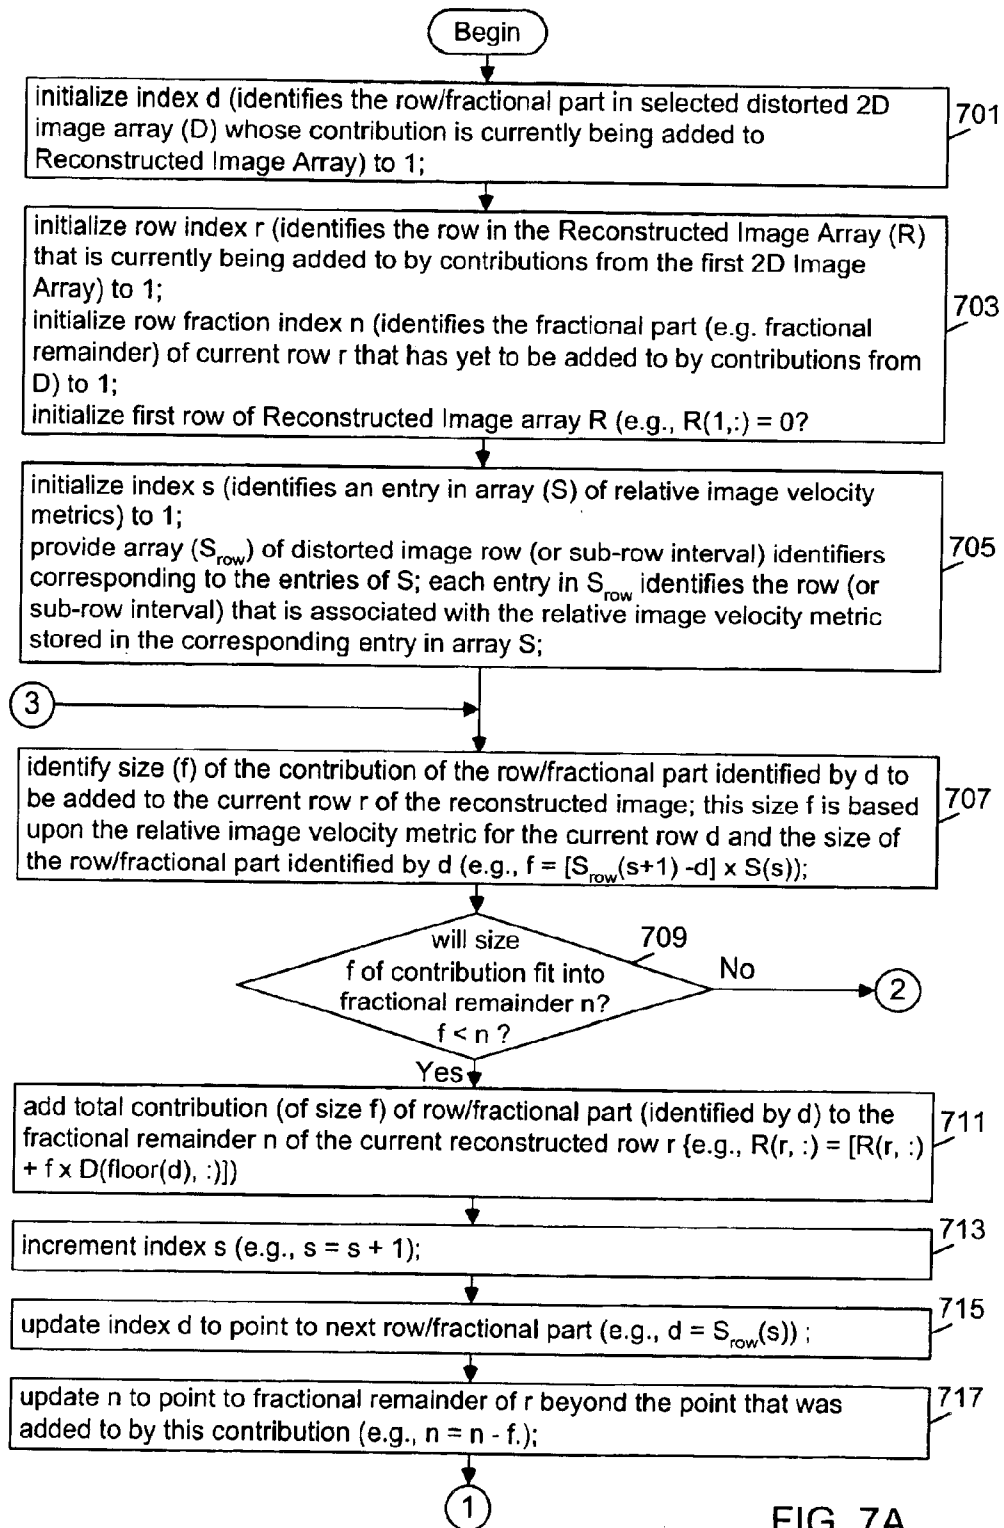 Begin
initialize index d (identifies the row/fractional part in selected distorted 2D
image array (D) whose contribution is currently being added to
Reconstructed Image Array) to 1;
701
initialize row index r (identifies the row in the Reconstructed Image Array (R)
that is currently being added to by contributions from the first 2D Image
Array) to 1;
initialize row fraction index n (identifies the fractional part (e.g. fractional
remainder) of current row r that has yet to be added to by contributions from
D) to 1;
initialize first row of Reconstructed Image array R (e.g., R(1,:) = 0?
703
initialize index s (identifies an entry in array (S) of relative image velocity
metrics) to 1;
provide array (S_row) of distorted image row (or sub-row interval) identifiers
corresponding to the entries of S; each entry in S_row identifies the row (or
sub-row interval) that is associated with the relative image velocity metric
stored in the corresponding entry in array S;
705
3
identify size (f) of the contribution of the row/fractional part identified by d to
be added to the current row r of the reconstructed image; this size f is based
upon the relative image velocity metric for the current row d and the size of
the row/fractional part identified by d (e.g., f = [S_row(s+1) -d] x S(s));
707
will size
f of contribution fit into
fractional remainder n?
f < n ?
709
No
2
Yes
add total contribution (of size f) of row/fractional part (identified by d) to the
fractional remainder n of the current reconstructed row r {e.g., R(r, :) = [R(r, :)
+ f x D(floor(d), :)])
711
increment index s (e.g., s = s + 1);
713
update index d to point to next row/fractional part (e.g., d = S_row(s)) ;
715
update n to point to fractional remainder of r beyond the point that was
added to by this contribution (e.g., n = n - f.);
717
1
FIG. 7A